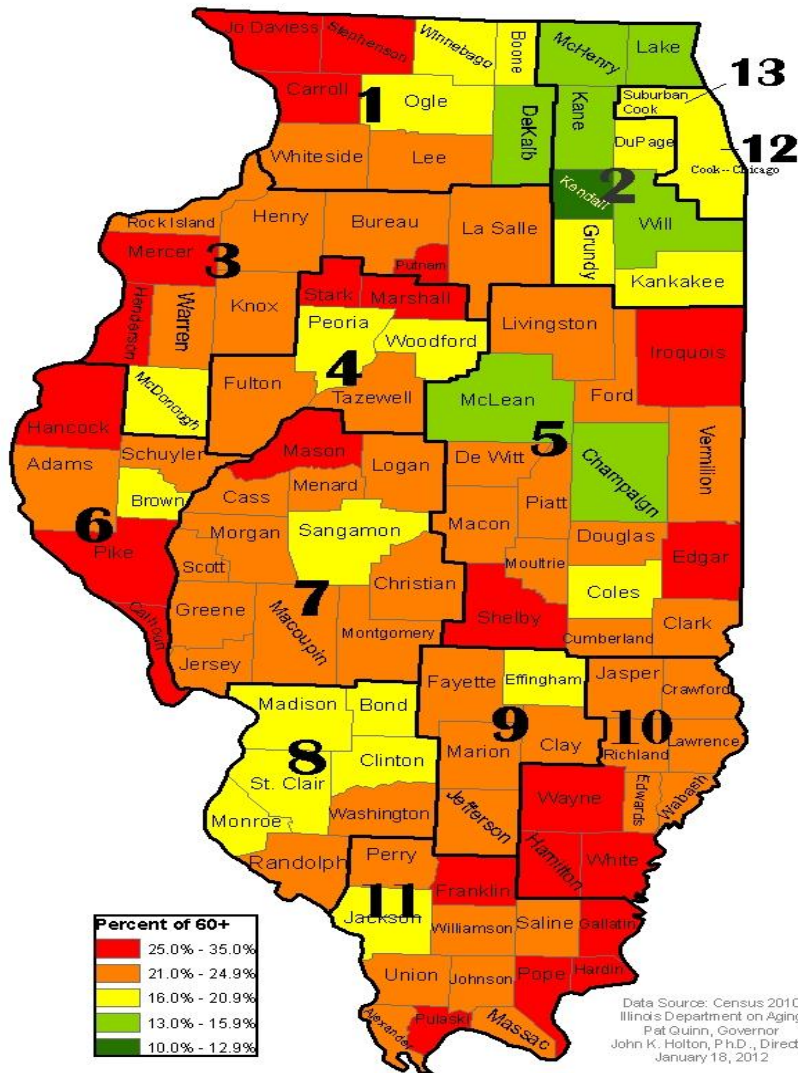 Jo Daviess
Stephenson
Winnebago
Boone
McHenry
Lake
13
Carroll
1
Ogle
DeKalb
Kane
Suburban
Cook
DuPage
12
Cook--Chicago
Whiteside
Lee
Kendall
2
Will
Rock Island
Henry
Bureau
La Salle
Grundy
Kankakee
Mercer
3
Putnam
Henderson
Warren
Knox
Stark
Marshall
Peoria
Woodford
Livingston
Iroquois
4
McDonough
Fulton
Tazewell
McLean
Ford
Hancock
5
Vermilion
Adams
Schuyler
Mason
Logan
De Witt
Champaign
Brown
Cass
Menard
Piatt
6
Pike
Morgan
Sangamon
Macon
Douglas
Edgar
Scott
Christian
Moultrie
Coles
7
Greene
Macoupin
Montgomery
Shelby
Cumberland
Clark
Calhoun
Jersey
Madison
Bond
Fayette
Effingham
Jasper
Crawford
8
Clinton
9
Clay
10
Richland
Lawrence
St. Clair
Marion
Monroe
Washington
Jefferson
Wayne
Edwards
Wabash
Randolph
Perry
Hamilton
White
Franklin
11
Jackson
Williamson
Saline
Gallatin
Union
Johnson
Pope
Hardin
Alexander
Pulaski
Massac
Percent of 60+
25.0% - 35.0%
21.0% - 24.9%
16.0% - 20.9%
13.0% - 15.9%
10.0% - 12.9%
Data Source: Census 2010
Illinois Department on Aging
Pat Quinn, Governor
John K. Holton, Ph.D., Direct
January 18, 2012